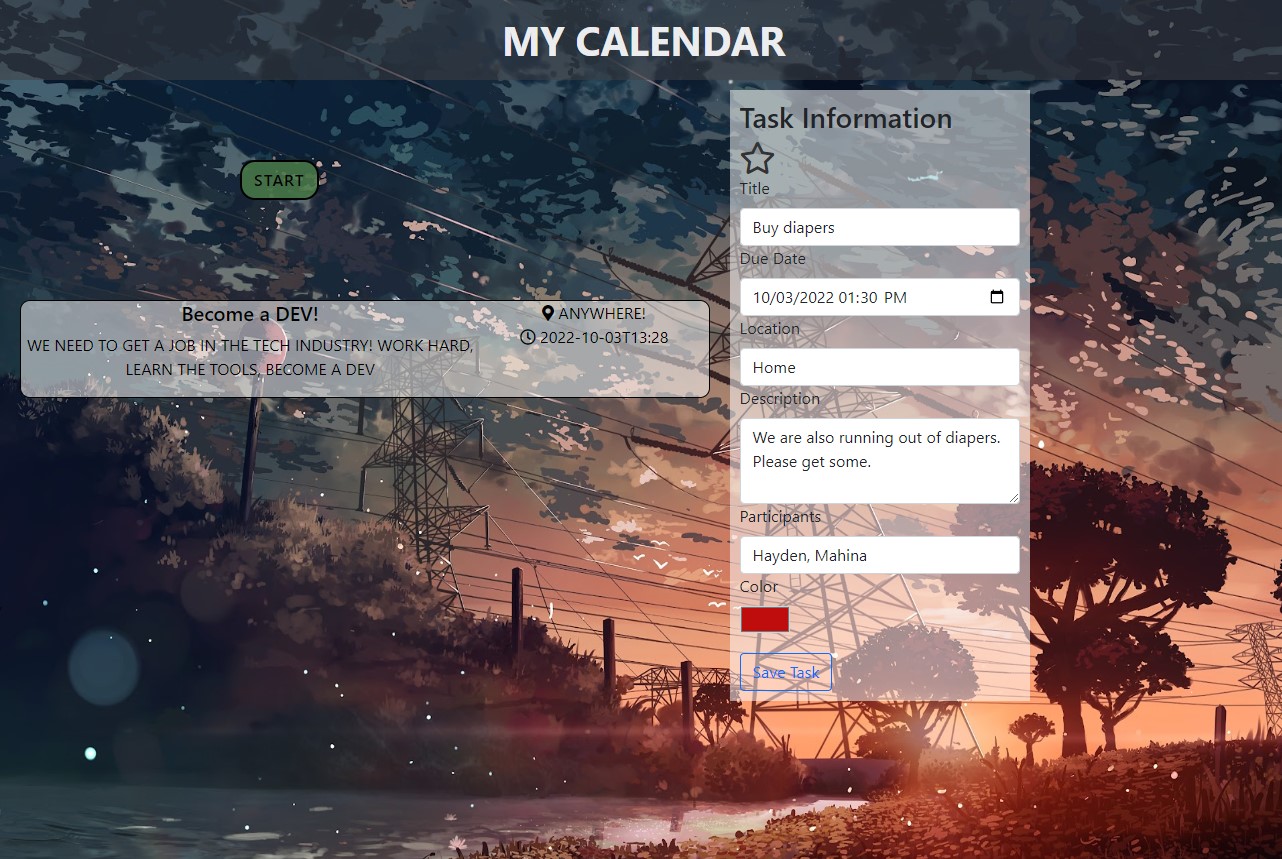 MY CALENDAR
START
Become a DEV!
WE NEED TO GET A JOB IN THE TECH INDUSTRY! WORK HARD,
LEARN THE TOOLS, BECOME A DEV
ANYWHERE!
2022-10-03T13:28
Task Information
Title
Buy diapers
Due Date
10/03/2022 01:30 PM
Location
Home
Description
We are also running out of diapers.
Please get some.
Participants
Hayden, Mahina
Color
Save Task